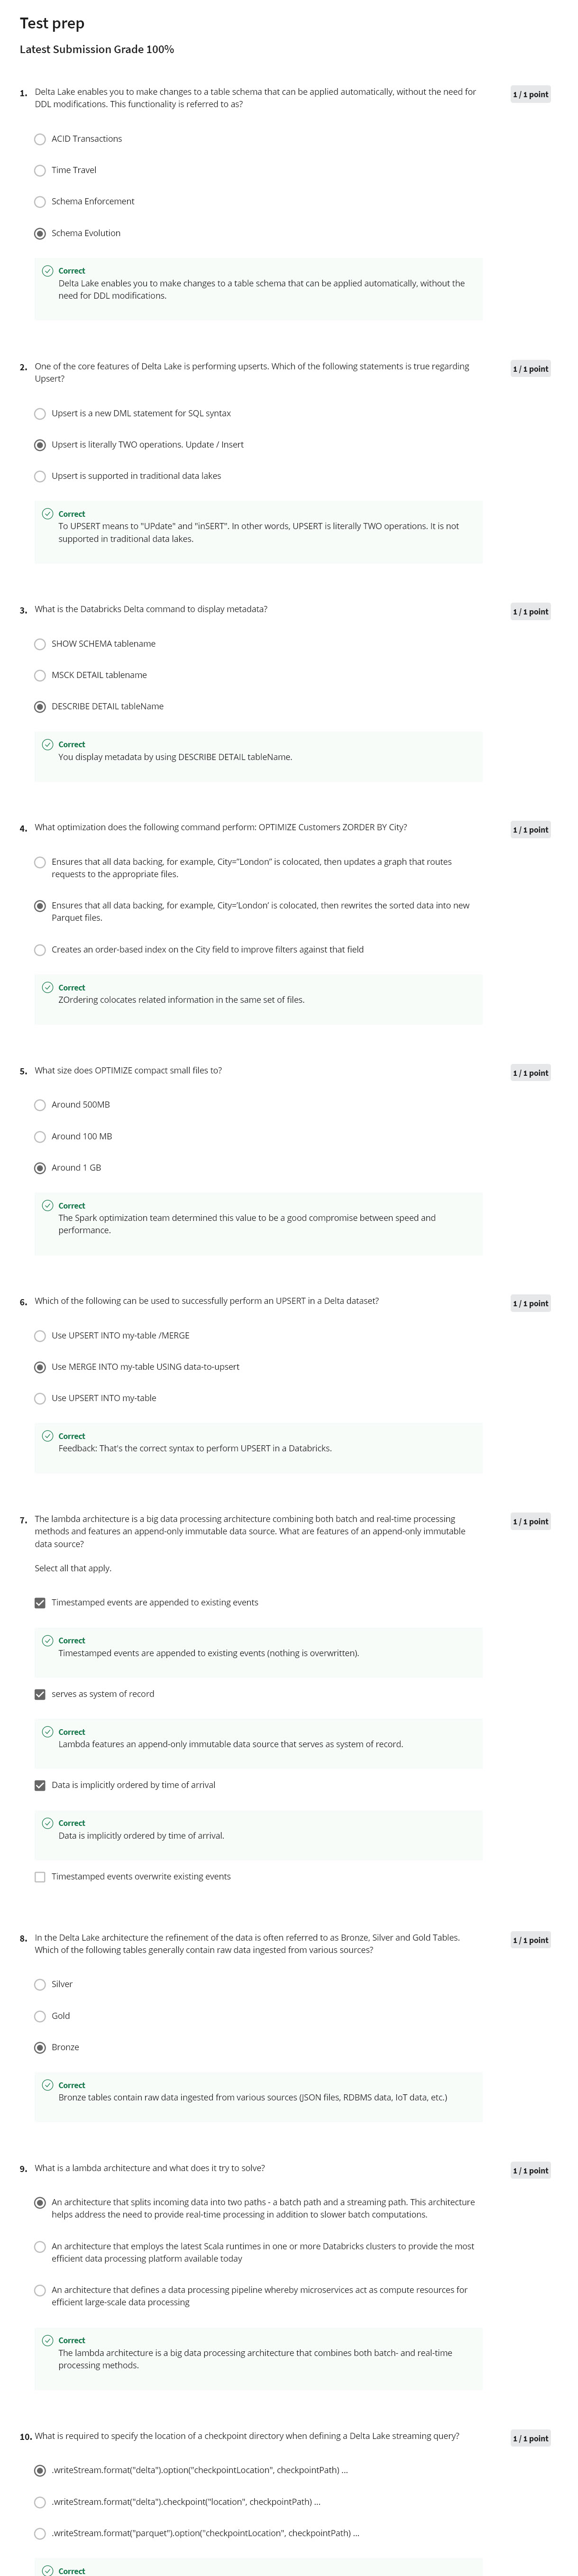 Test prep
Latest Submission Grade 100%
1. Delta Lake enables you to make changes to a table schema that can be applied automatically, without the need for
DDL modifications. This functionality is referred to as?
1 / 1 point
ACID Transactions
Time Travel
Schema Enforcement
Schema Evolution
Correct
Delta Lake enables you to make changes to a table schema that can be applied automatically, without the
need for DDL modifications.
2. One of the core features of Delta Lake is performing upserts. Which of the following statements is true regarding
Upsert?
1 / 1 point
Upsert is a new DML statement for SQL syntax
Upsert is literally TWO operations. Update / Insert
Upsert is supported in traditional data lakes
Correct
To UPSERT means to "UPdate" and "inSERT". In other words, UPSERT is literally TWO operations. It is not
supported in traditional data lakes.
3. What is the Databricks Delta command to display metadata?
1 / 1 point
SHOW SCHEMA tablename
MSCK DETAIL tablename
DESCRIBE DETAIL tableName
Correct
You display metadata by using DESCRIBE DETAIL tableName.
4. What optimization does the following command perform: OPTIMIZE Customers ZORDER BY City?
1 / 1 point
Ensures that all data backing, for example, City="London" is colocated, then updates a graph that routes
requests to the appropriate files.
Ensures that all data backing, for example, City='London' is colocated, then rewrites the sorted data into new
Parquet files.
Creates an order-based index on the City field to improve filters against that field
Correct
ZOrdering colocates related information in the same set of files.
5. What size does OPTIMIZE compact small files to?
1 / 1 point
Around 500MB
Around 100 MB
Around 1 GB
Correct
The Spark optimization team determined this value to be a good compromise between speed and
performance.
6. Which of the following can be used to successfully perform an UPSERT in a Delta dataset?
1 / 1 point
Use UPSERT INTO my-table /MERGE
Use MERGE INTO my-table USING data-to-upsert
Use UPSERT INTO my-table
Correct
Feedback: That's the correct syntax to perform UPSERT in a Databricks.
7. The lambda architecture is a big data processing architecture combining both batch and real-time processing
methods and features an append-only immutable data source. What are features of an append-only immutable
data source?
1 / 1 point
Select all that apply.
Timestamped events are appended to existing events
Correct
Timestamped events are appended to existing events (nothing is overwritten).
serves as system of record
Correct
Lambda features an append-only immutable data source that serves as system of record.
Data is implicitly ordered by time of arrival
Correct
Data is implicitly ordered by time of arrival.
Timestamped events overwrite existing events
8. In the Delta Lake architecture the refinement of the data is often referred to as Bronze, Silver and Gold Tables.
Which of the following tables generally contain raw data ingested from various sources?
1 / 1 point
Silver
Gold
Bronze
Correct
Bronze tables contain raw data ingested from various sources (JSON files, RDBMS data, IoT data, etc.)
9. What is a lambda architecture and what does it try to solve?
1 / 1 point
An architecture that splits incoming data into two paths - a batch path and a streaming path. This architecture
helps address the need to provide real-time processing in addition to slower batch computations.
An architecture that employs the latest Scala runtimes in one or more Databricks clusters to provide the most
efficient data processing platform available today
An architecture that defines a data processing pipeline whereby microservices act as compute resources for
efficient large-scale data processing
Correct
The lambda architecture is a big data processing architecture that combines both batch- and real-time
processing methods.
10. What is required to specify the location of a checkpoint directory when defining a Delta Lake streaming query?
1 / 1 point
.writeStream.format("delta").option("checkpointLocation", checkpointPath) ...
.writeStream.format("delta").checkpoint("location", checkpointPath) ...
.writeStream.format("parquet").option("checkpointLocation", checkpointPath) ...
Correct